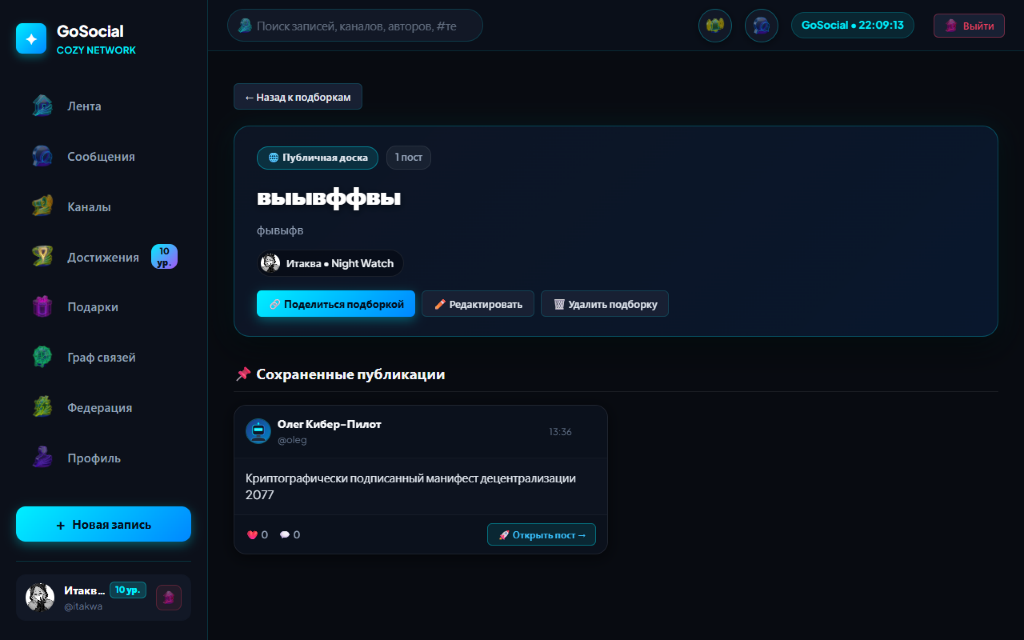 GoSocial
COZY NETWORK
Поиск записей, каналов, авторов, #те
GoSocial • 22:09:13
Выйти
Лента
Сообщения
Каналы
Достижения
10 ур.
Подарки
Граф связей
Федерация
Профиль
+ Новая запись
Итакв... 10 ур.
@itakwa
← Назад к подборкам
Публичная доска
1 пост
выывффвы
фывыфв
Итаква • Night Watch
Поделиться подборкой
Редактировать
Удалить подборку
Сохраненные публикации
Олег Кибер-Пилот
@oleg
13:36
Криптографически подписанный манифест децентрализации
2077
0
0
Открыть пост →